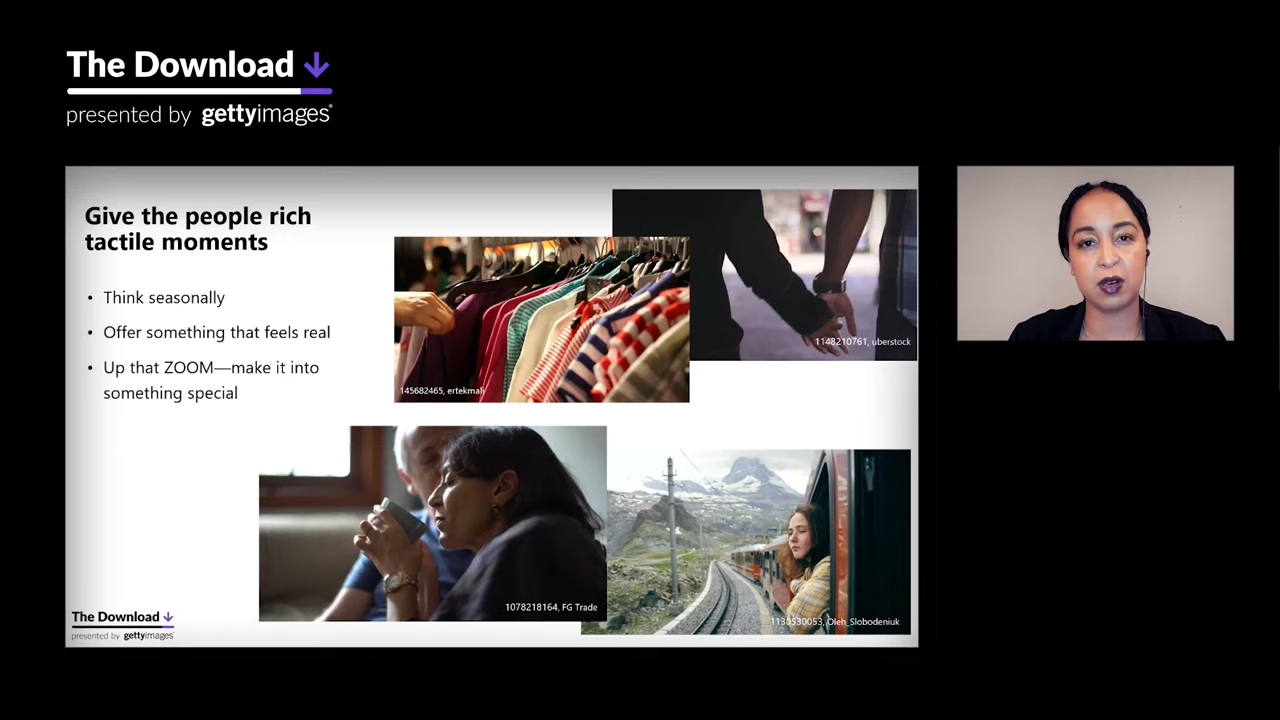 The Download
presented by gettyimages®
Give the people rich
tactile moments
• Think seasonally
• Offer something that feels real
• Up that ZOOM—make it into
something special
1148210761, uberstock
145682465, ertekmali
1078218164, FG Trade
1130530053, Oleh_Slobodeniuk
The Download
presented by gettyimages®